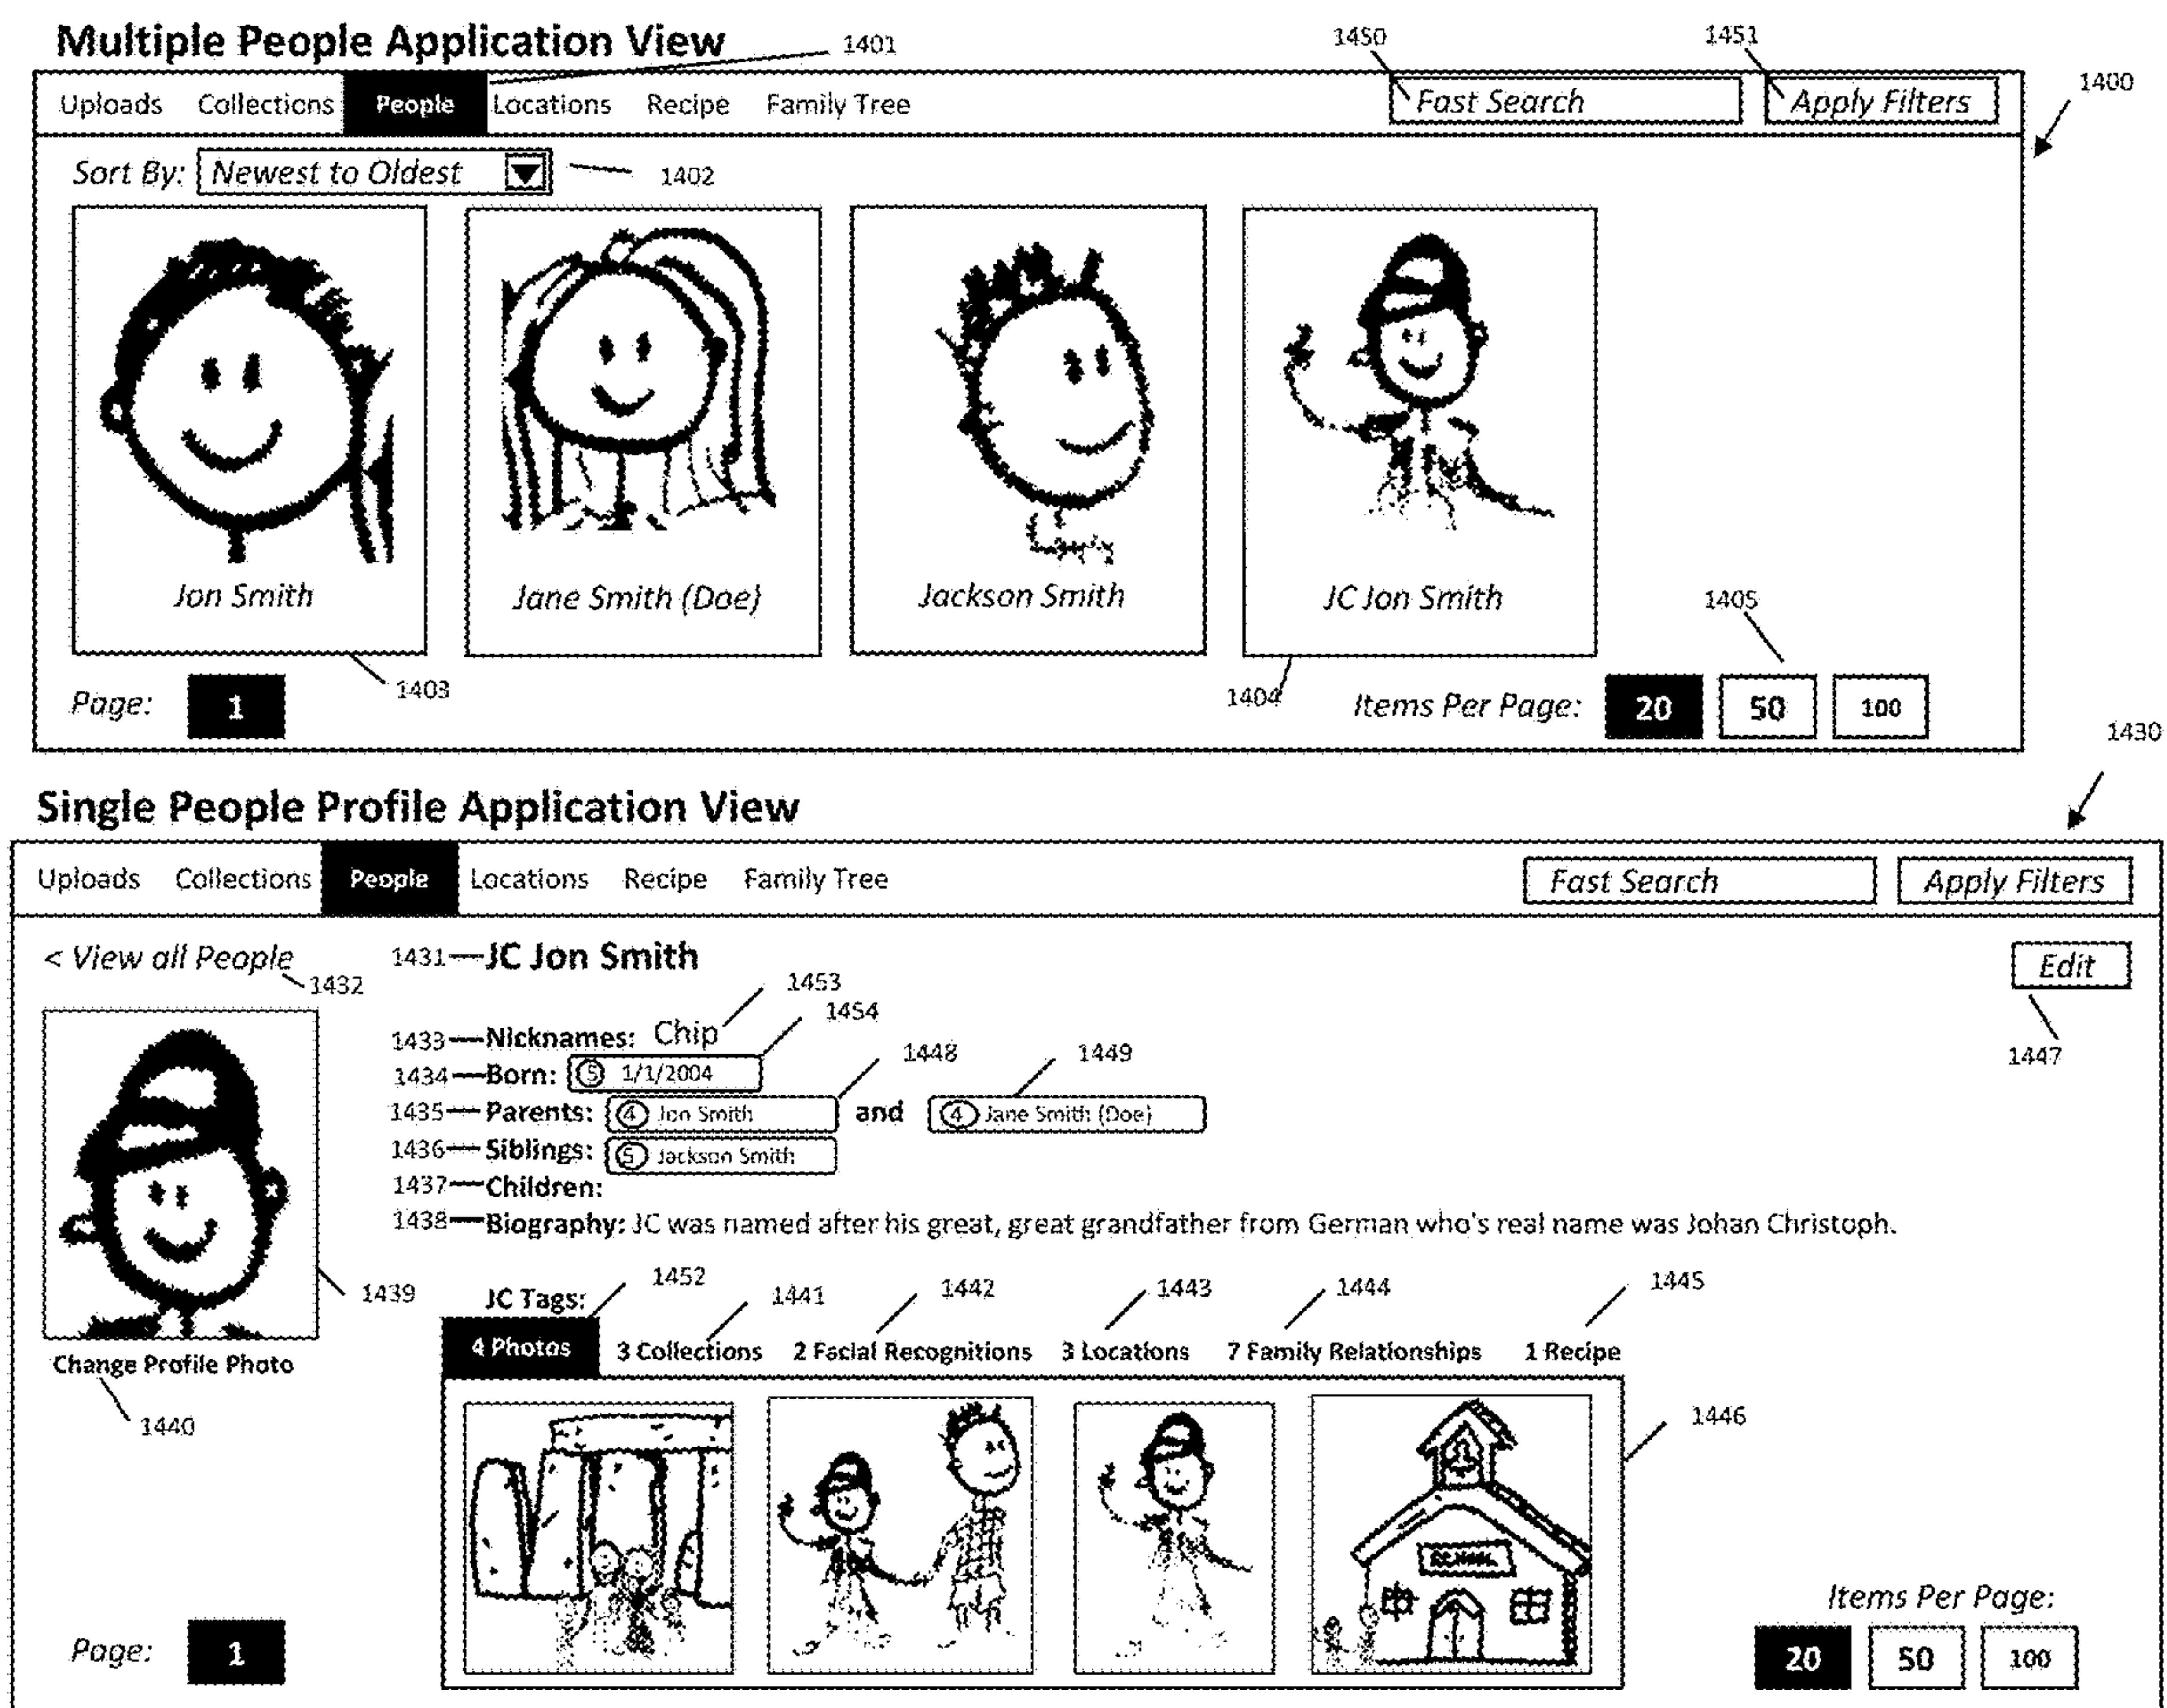 Multiple People Application View
1401
1450
1451
1400
Uploads Collections People Locations Recipe Family Tree Fast Search Apply Filters
Sort By: Newest to Oldest 1402
Jon Smith Jane Smith (Doe) Jackson Smith JC Jon Smith
1405
1403
1404
Page: 1 Items Per Page: 20 50 100
1430
Single People Profile Application View
Uploads Collections People Locations Recipe Family Tree Fast Search Apply Filters
< View all People 1431 JC Jon Smith Edit
1432
1453
1454
1433 Nicknames: Chip
1448
1449
1447
1434 Born: 5 1/1/2004
1435 Parents: 4 Jon Smith and 4 Jane Smith (Doe)
1436 Siblings: 5 Jackson Smith
1437 Children:
1438 Biography: JC was named after his great, great grandfather from German who's real name was Johan Christoph.
1439
JC Tags: 1452 1441 1442 1443 1444 1445
4 Photos 3 Collections 2 Facial Recognitions 3 Locations 7 Family Relationships 1 Recipe
Change Profile Photo
1440
1446
SCHOOL
Items Per Page:
Page: 1 20 50 100